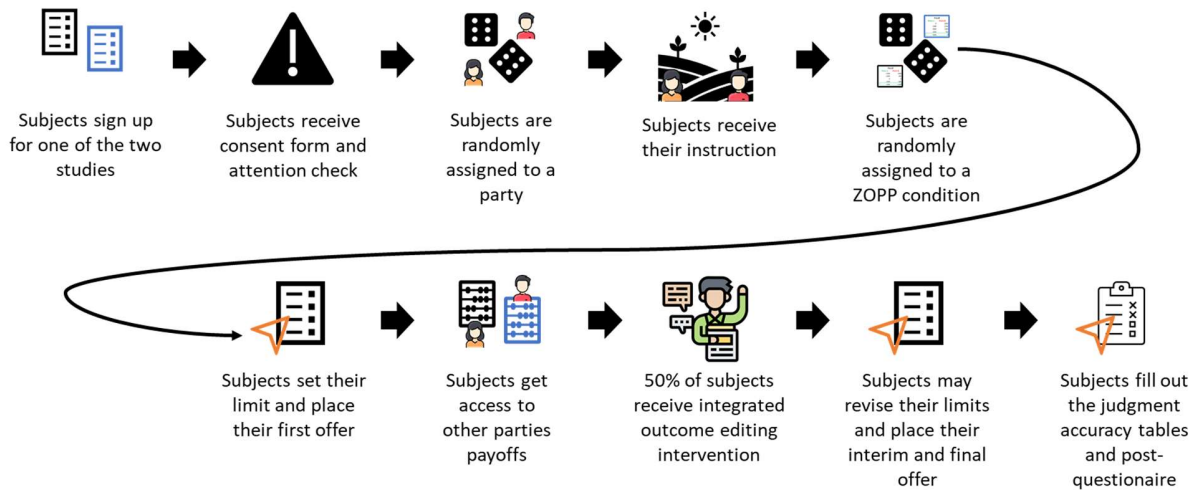 Subjects sign up
for one of the two
studies
Subjects receive
consent form and
attention check
Subjects are
randomly
assigned to a
party
Subjects receive
their instruction
Subjects are
randomly
assigned to a
ZOPP condition
Subjects set their
limit and place
their first offer
Subjects get
access to
other parties
payoffs
50% of subjects
receive integrated
outcome editing
intervention
Subjects may
revise their limits
and place their
interim and final
offer
Subjects fill out
the judgment
accuracy tables
and post-
questionaire